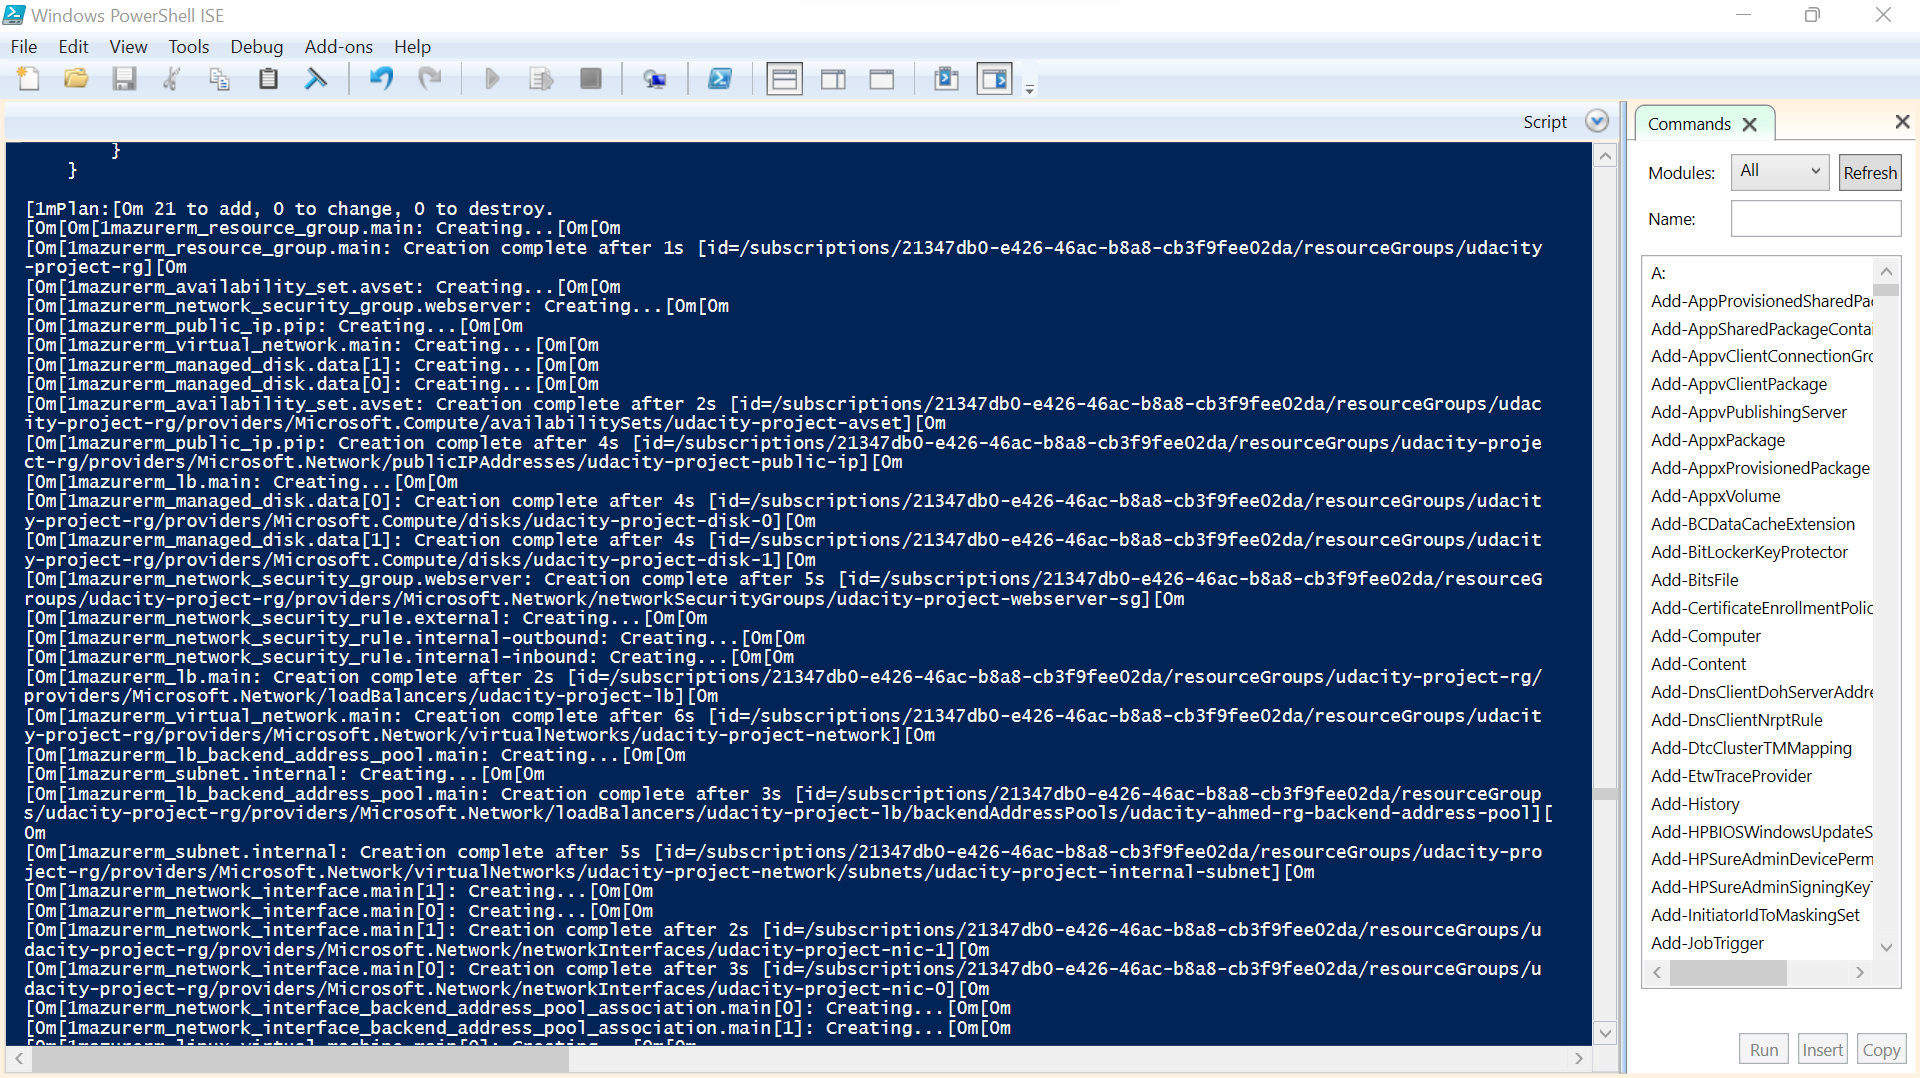 Windows PowerShell ISE
File Edit View Tools Debug Add-ons Help
Script
}
}
[1mPlan:[0m 21 to add, 0 to change, 0 to destroy.
[0m[0m[1mazurerm_resource_group.main: Creating...[0m[0m
[0m[1mazurerm_resource_group.main: Creation complete after 1s [id=/subscriptions/21347db0-e426-46ac-b8a8-cb3f9fee02da/resourceGroups/udacity
-project-rg][0m
[0m[1mazurerm_availability_set.avset: Creating...[0m[0m
[0m[1mazurerm_network_security_group.webserver: Creating...[0m[0m
[0m[1mazurerm_public_ip.pip: Creating...[0m[0m
[0m[1mazurerm_virtual_network.main: Creating...[0m[0m
[0m[1mazurerm_managed_disk.data[1]: Creating...[0m[0m
[0m[1mazurerm_managed_disk.data[0]: Creating...[0m[0m
[0m[1mazurerm_availability_set.avset: Creation complete after 2s [id=/subscriptions/21347db0-e426-46ac-b8a8-cb3f9fee02da/resourceGroups/udac
ity-project-rg/providers/Microsoft.Compute/availabilitySets/udacity-project-avset][0m
[0m[1mazurerm_public_ip.pip: Creation complete after 4s [id=/subscriptions/21347db0-e426-46ac-b8a8-cb3f9fee02da/resourceGroups/udacity-proje
ct-rg/providers/Microsoft.Network/publicIPAddresses/udacity-project-public-ip][0m
[0m[1mazurerm_lb.main: Creating...[0m[0m
[0m[1mazurerm_managed_disk.data[0]: Creation complete after 4s [id=/subscriptions/21347db0-e426-46ac-b8a8-cb3f9fee02da/resourceGroups/udacit
y-project-rg/providers/Microsoft.Compute/disks/udacity-project-disk-0][0m
[0m[1mazurerm_managed_disk.data[1]: Creation complete after 4s [id=/subscriptions/21347db0-e426-46ac-b8a8-cb3f9fee02da/resourceGroups/udacit
y-project-rg/providers/Microsoft.Compute/disks/udacity-project-disk-1][0m
[0m[1mazurerm_network_security_group.webserver: Creation complete after 5s [id=/subscriptions/21347db0-e426-46ac-b8a8-cb3f9fee02da/resourceG
roups/udacity-project-rg/providers/Microsoft.Network/networkSecurityGroups/udacity-project-webserver-sg][0m
[0m[1mazurerm_network_security_rule.external: Creating...[0m[0m
[0m[1mazurerm_network_security_rule.internal-outbound: Creating...[0m[0m
[0m[1mazurerm_network_security_rule.internal-inbound: Creating...[0m[0m
[0m[1mazurerm_lb.main: Creation complete after 2s [id=/subscriptions/21347db0-e426-46ac-b8a8-cb3f9fee02da/resourceGroups/udacity-project-rg/
providers/Microsoft.Network/loadBalancers/udacity-project-lb][0m
[0m[1mazurerm_virtual_network.main: Creation complete after 6s [id=/subscriptions/21347db0-e426-46ac-b8a8-cb3f9fee02da/resourceGroups/udacit
y-project-rg/providers/Microsoft.Network/virtualNetworks/udacity-project-network][0m
[0m[1mazurerm_lb_backend_address_pool.main: Creating...[0m[0m
[0m[1mazurerm_subnet.internal: Creating...[0m[0m
[0m[1mazurerm_lb_backend_address_pool.main: Creation complete after 3s [id=/subscriptions/21347db0-e426-46ac-b8a8-cb3f9fee02da/resourceGroup
s/udacity-project-rg/providers/Microsoft.Network/loadBalancers/udacity-project-lb/backendAddressPools/udacity-ahmed-rg-backend-address-pool][
0m
[0m[1mazurerm_subnet.internal: Creation complete after 5s [id=/subscriptions/21347db0-e426-46ac-b8a8-cb3f9fee02da/resourceGroups/udacity-pro
ject-rg/providers/Microsoft.Network/virtualNetworks/udacity-project-network/subnets/udacity-project-internal-subnet][0m
[0m[1mazurerm_network_interface.main[1]: Creating...[0m[0m
[0m[1mazurerm_network_interface.main[0]: Creating...[0m[0m
[0m[1mazurerm_network_interface.main[1]: Creation complete after 2s [id=/subscriptions/21347db0-e426-46ac-b8a8-cb3f9fee02da/resourceGroups/u
dacity-project-rg/providers/Microsoft.Network/networkInterfaces/udacity-project-nic-1][0m
[0m[1mazurerm_network_interface.main[0]: Creation complete after 3s [id=/subscriptions/21347db0-e426-46ac-b8a8-cb3f9fee02da/resourceGroups/u
dacity-project-rg/providers/Microsoft.Network/networkInterfaces/udacity-project-nic-0][0m
[0m[1mazurerm_network_interface_backend_address_pool_association.main[0]: Creating...[0m[0m
[0m[1mazurerm_network_interface_backend_address_pool_association.main[1]: Creating...[0m[0m
Commands
Modules: All Refresh
Name:
A:
Add-AppProvisionedSharedPa
Add-AppSharedPackageContai
Add-AppvClientConnectionGro
Add-AppvClientPackage
Add-AppvPublishingServer
Add-AppxPackage
Add-AppxProvisionedPackage
Add-AppxVolume
Add-BCDataCacheExtension
Add-BitLockerKeyProtector
Add-BitsFile
Add-CertificateEnrollmentPolic
Add-Computer
Add-Content
Add-DnsClientDohServerAddre
Add-DnsClientNrptRule
Add-DtcClusterTMMapping
Add-EtwTraceProvider
Add-History
Add-HPBIOSWindowsUpdateS
Add-HPSureAdminDevicePerm
Add-HPSureAdminSigningKey
Add-InitiatorIdToMaskingSet
Add-JobTrigger
Run Insert Copy